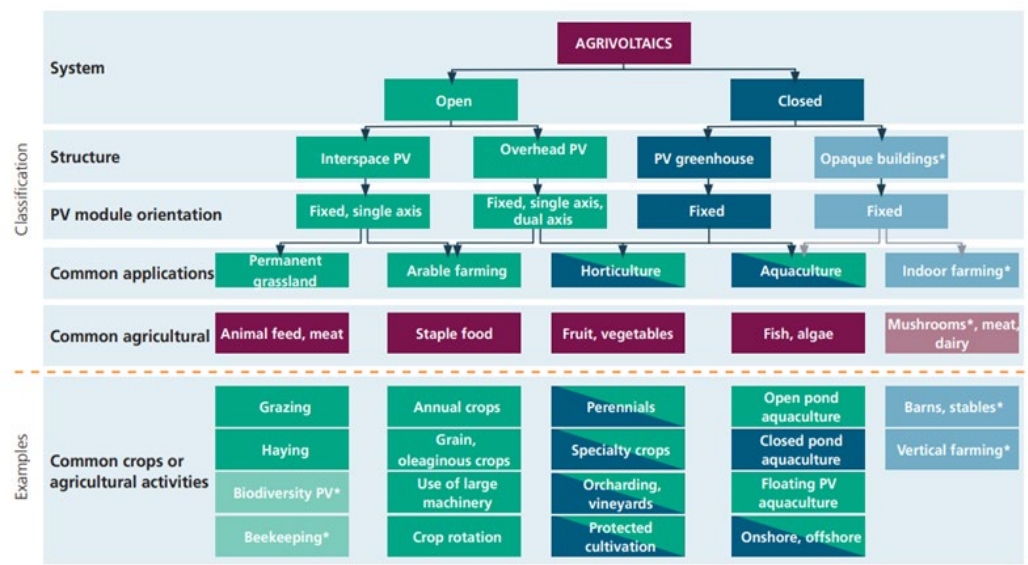 AGRIVOLTAICS
System
Open
Closed
Classification
Structure
Interspace PV
Overhead PV
PV greenhouse
Opaque buildings*
PV module orientation
Fixed, single axis
Fixed, single axis,
dual axis
Fixed
Fixed
Common applications
Permanent
grassland
Arable farming
Horticulture
Aquaculture
Indoor farming*
Common agricultural
Animal feed, meat
Staple food
Fruit, vegetables
Fish, algae
Mushrooms*, meat,
dairy
Examples
Common crops or
agricultural activities
Grazing
Annual crops
Perennials
Open pond
aquaculture
Barns, stables*
Haying
Grain,
oleaginous crops
Specialty crops
Closed pond
aquaculture
Vertical farming*
Biodiversity PV*
Use of large
machinery
Orcharding,
vineyards
Floating PV
aquaculture
Beekeeping*
Crop rotation
Protected
cultivation
Onshore, offshore